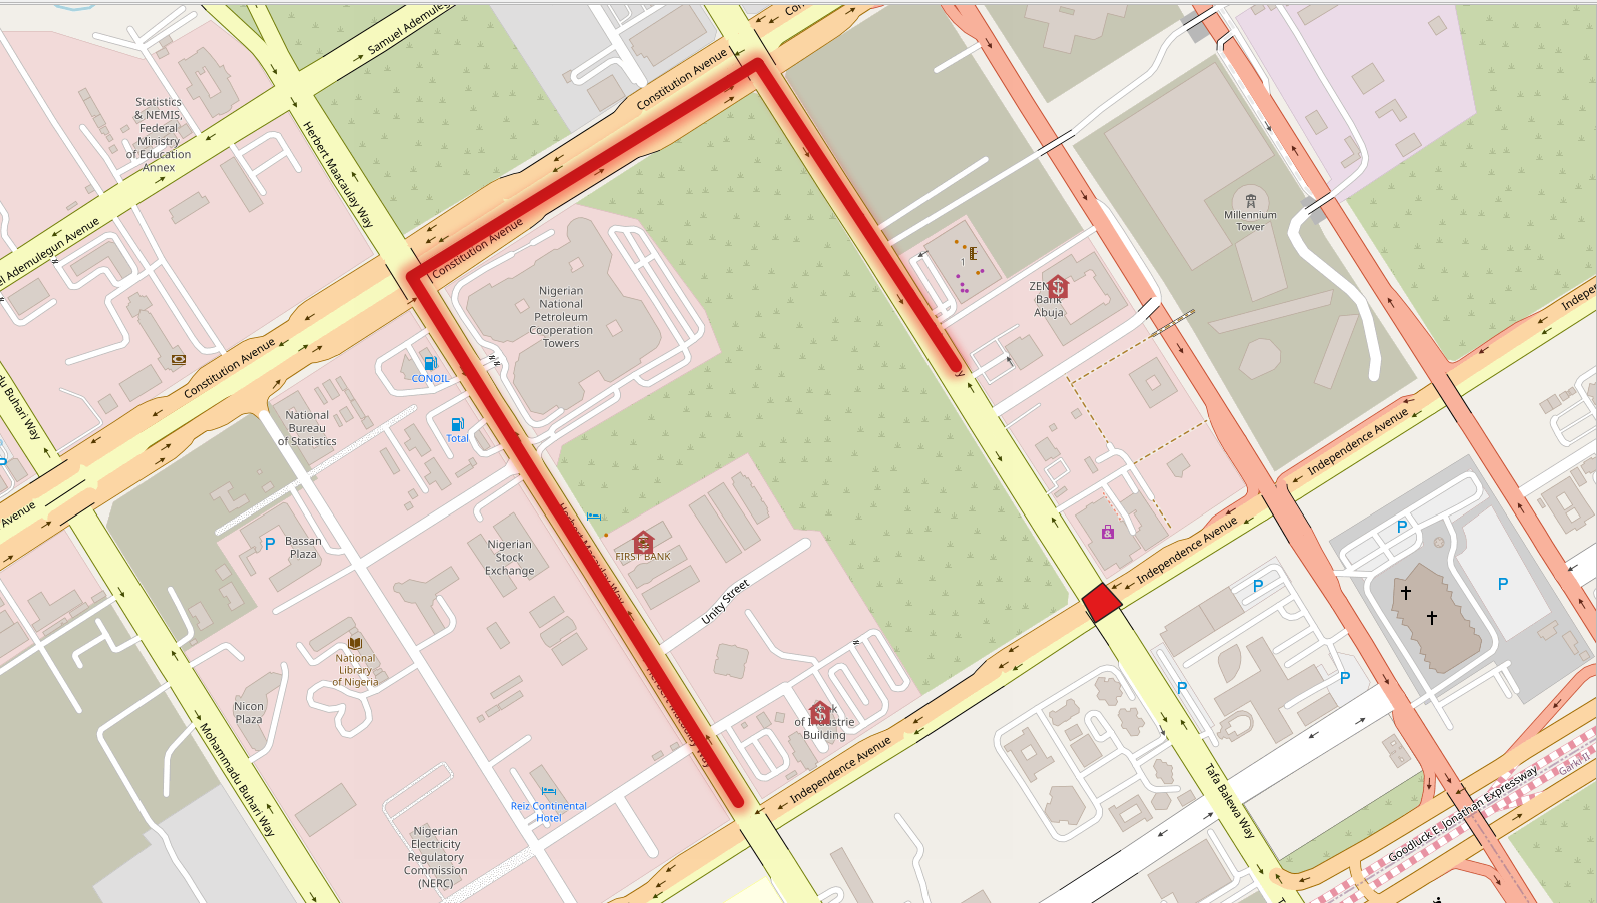 Samuel Ademuleg
Con
Constitution Avenue
Statistics
& NEMIS,
Federal
Ministry
of Education
Annex
Herbert Maacaulay Way
el Ademulegun Avenue
Millennium
Tower
Constitution Avenue
1
ZEN
Bank
Abuja
Indepen
Nigerian
National
Petroleum
Cooperation
Towers
Constitution Avenue
CONOIL
du Buhari Way
National
Bureau
of Statistics
Total
Independence Avenue
P
Avenue
P
Bassan
Plaza
Nigerian
Stock
Exchange
Herbert Macaulay Way
FIRST BANK
P
Independence Avenue
P
P
Unity Street
National
Library
of Nigeria
P
P
Nicon
Plaza
Herbert Macaulay Way
of Industrie
Building
Independence Avenue
Mohammadu Buhari Way
Tafa Balewa Way
Garki II
Goodluck E. Jonathan Expressway
Reiz Continental
Hotel
Nigerian
Electricity
Regulatory
Commission
(NERC)